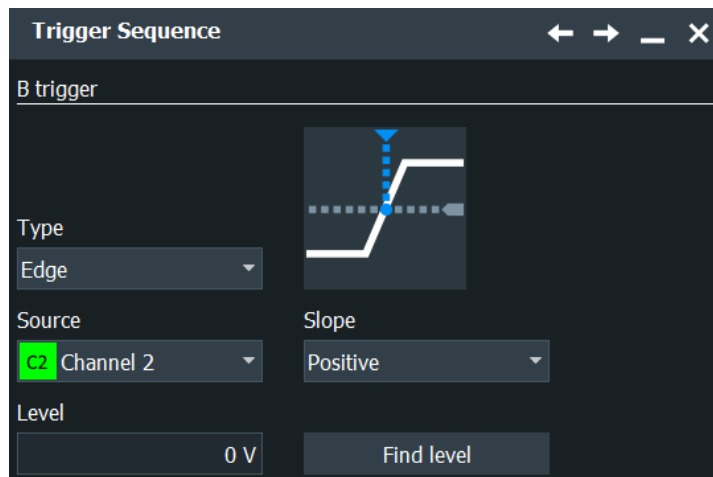 Trigger Sequence
B trigger
Type
Edge
Source
Slope
C2 Channel 2
Positive
Level
0 V
Find level